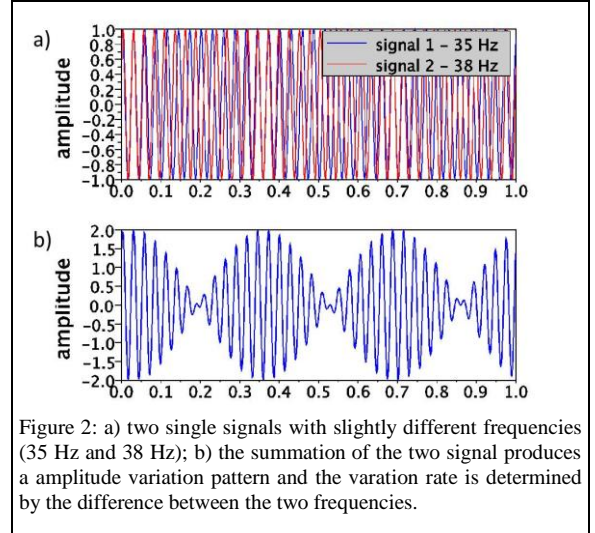 a)
signal 1 – 35 Hz
signal 2 – 38 Hz
amplitude
1.0
0.8
0.6
0.4
0.2
0.0
−0.2
−0.4
−0.6
−0.8
−1.0
0.0 0.1 0.2 0.3 0.4 0.5 0.6 0.7 0.8 0.9 1.0
b)
amplitude
2.0
1.5
1.0
0.5
0.0
−0.5
−1.0
−1.5
−2.0
0.0 0.1 0.2 0.3 0.4 0.5 0.6 0.7 0.8 0.9 1.0
Figure 2: a) two single signals with slightly different frequencies
(35 Hz and 38 Hz); b) the summation of the two signal produces
a amplitude variation pattern and the varation rate is determined
by the difference between the two frequencies.